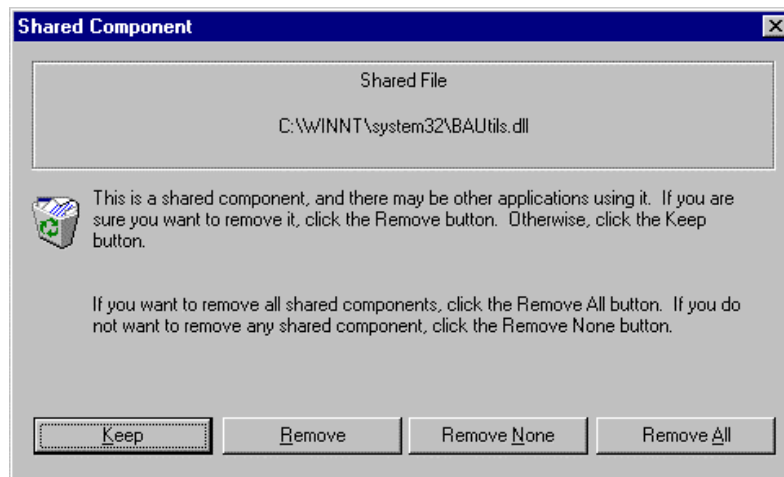 Shared Component
Shared File
C:\WINNT\system32\BAUtils.dll
This is a shared component, and there may be other applications using it.  If you are
sure you want to remove it, click the Remove button.  Otherwise, click the Keep
button.
If you want to remove all shared components, click the Remove All button.  If you do
not want to remove any shared component, click the Remove None button.
Keep
Remove
Remove None
Remove All